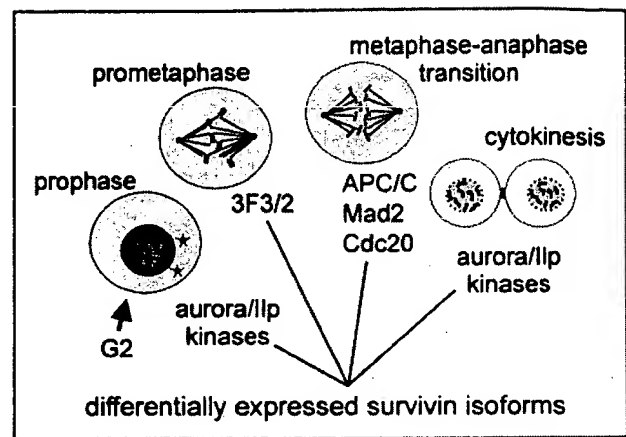 metaphase-anaphase
transition
prometaphase
cytokinesis
prophase
3F3/2
APC/C
Mad2
Cdc20
aurora/Ilp
kinases
aurora/Ilp
kinases
G2
differentially expressed survivin isoforms